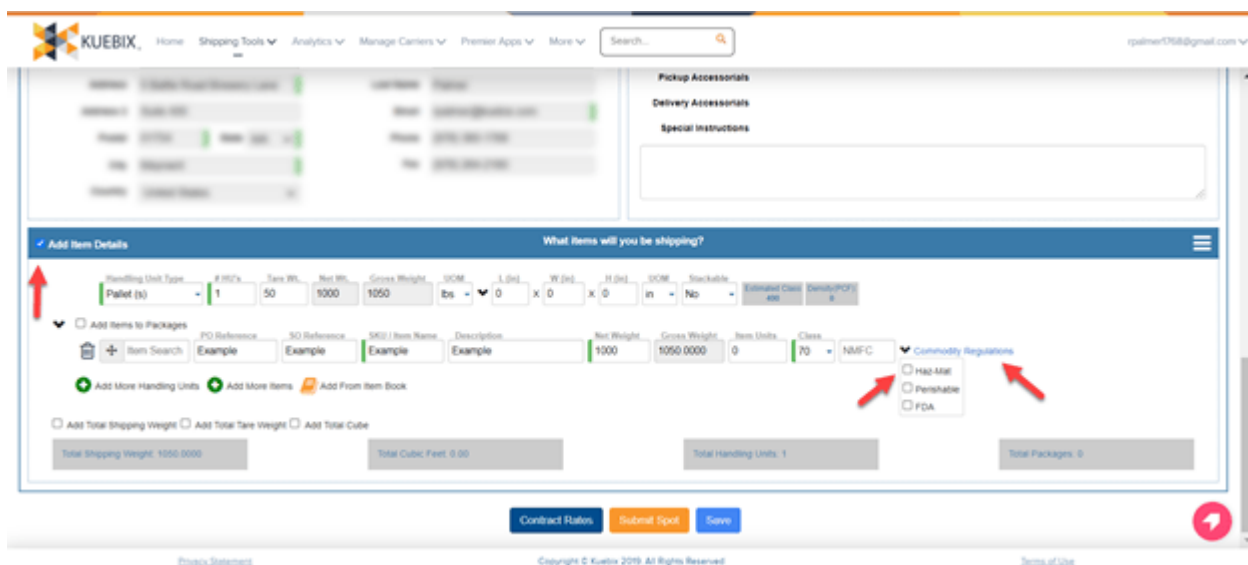 KUEBIX
Home Shipping Tools Analytics Manage Carriers Premier Apps More Search... rpalmer1768@gmail.com
Pickup Accessorials
Delivery Accessorials
Special Instructions
Country United States
Add Item Details What items will you be shipping?
Handling Unit Type # HU's Tare Wt. Net Wt. Gross Weight UOM L (in) W (in) H (in) UOM Stackable
Pallet (s) 1 50 1000 1050 lbs 0 x 0 x 0 in No Estimated Class 400 Density(PCF) 0
Add Items to Packages
PO Reference SO Reference SKU / Item Name Description Net Weight Gross Weight Item Units Class
Item Search Example Example Example Example 1000 1050.0000 0 70 NMFC Commodity Regulations
Haz-Mat
Perishable
FDA
Add More Handling Units Add More Items Add From Item Book
Add Total Shipping Weight Add Total Tare Weight Add Total Cube
Total Shipping Weight: 1050.0000 Total Cubic Feet: 0.00 Total Handling Units: 1 Total Packages: 0
Contract Rates Submit Spot Save
Privacy Statement Copyright © Kuebix 2019. All Rights Reserved Terms of Use